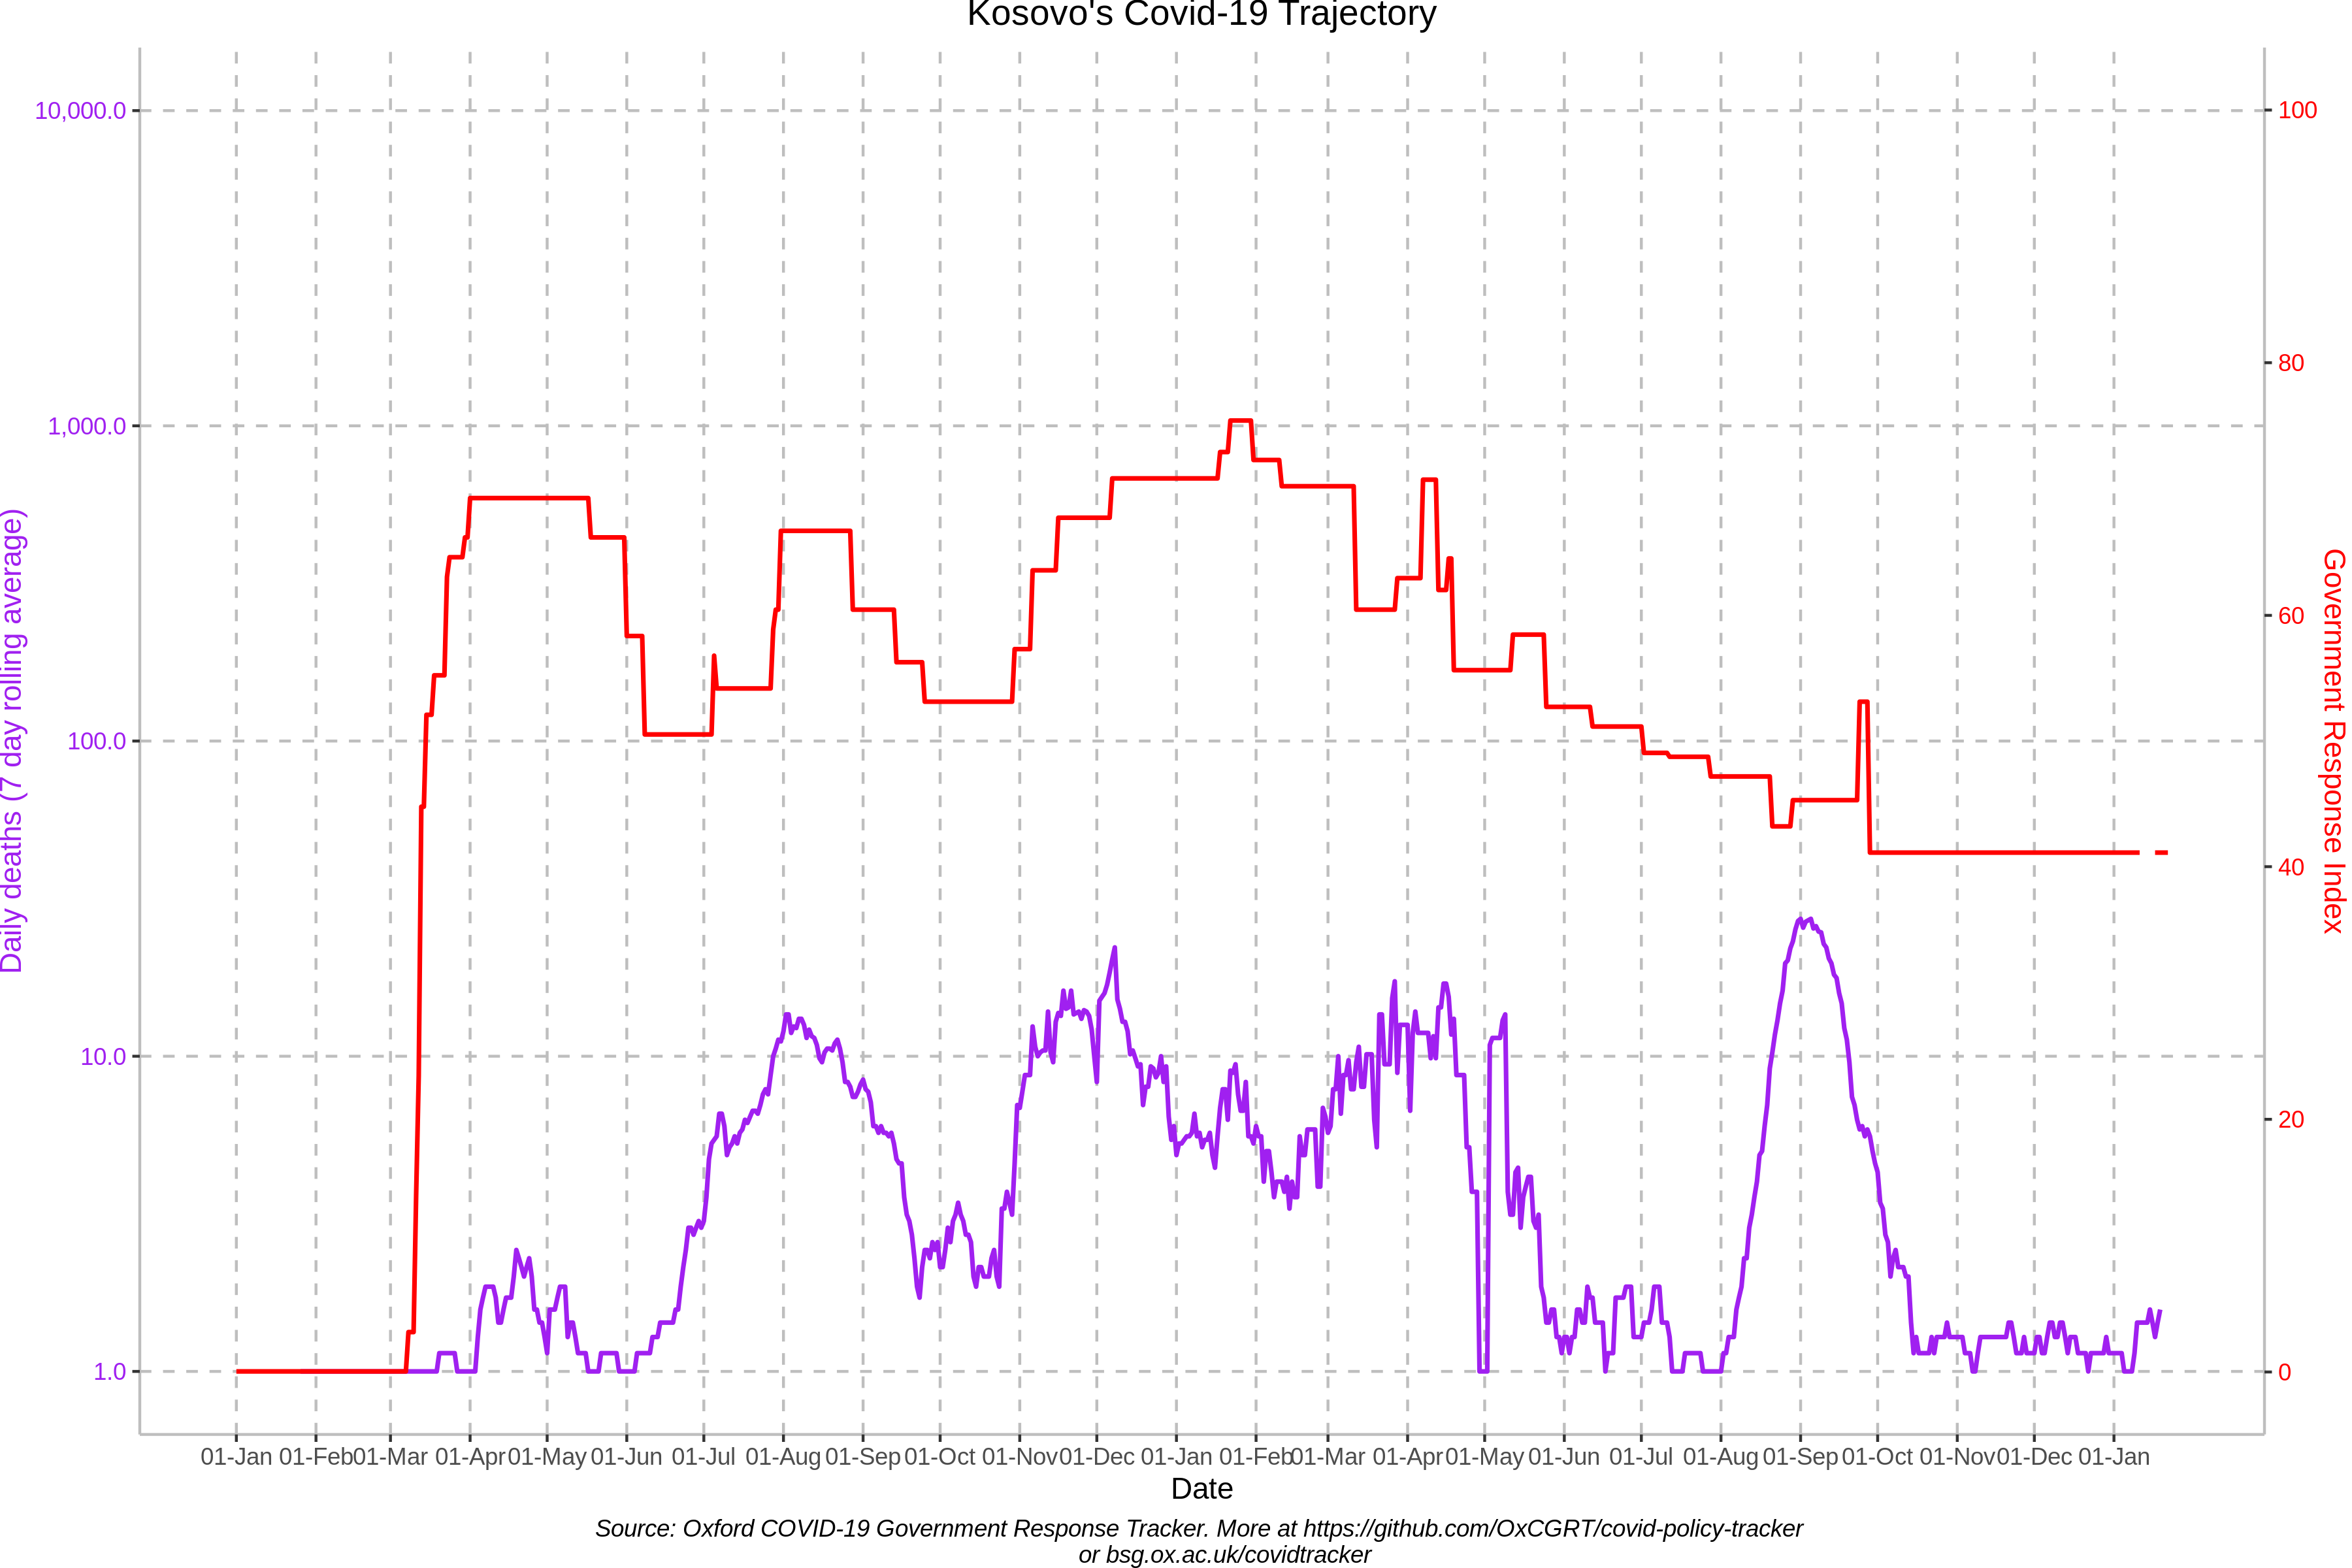 Kosovo's Covid-19 Trajectory
10,000.0
1,000.0
100.0
10.0
1.0
Daily deaths (7 day rolling average)
100
80
60
40
20
0
Government Response Index
01-Jan 01-Feb 01-Mar 01-Apr 01-May 01-Jun 01-Jul 01-Aug 01-Sep 01-Oct 01-Nov 01-Dec 01-Jan 01-Feb 01-Mar 01-Apr 01-May 01-Jun 01-Jul 01-Aug 01-Sep 01-Oct 01-Nov 01-Dec 01-Jan
Date
Source: Oxford COVID-19 Government Response Tracker. More at https://github.com/OxCGRT/covid-policy-tracker
or bsg.ox.ac.uk/covidtracker